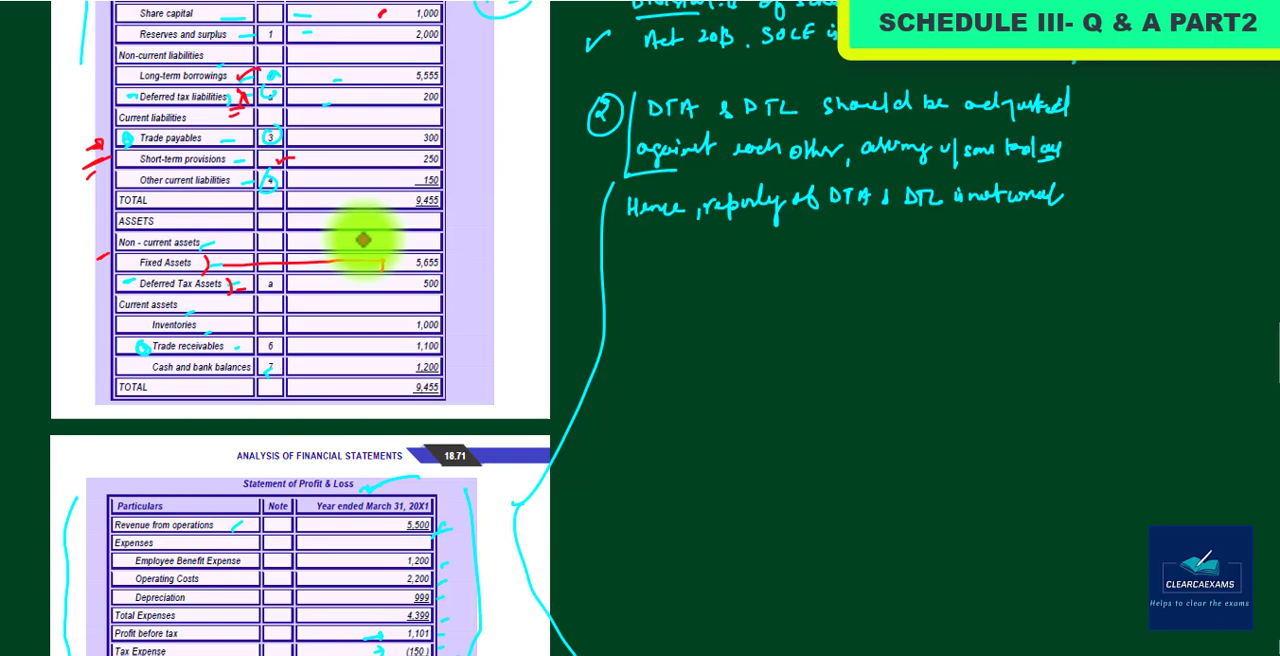 SCHEDULE III- Q & A PART2
Share capital 1,000
Reserves and surplus 1 2,000
Non-current liabilities
Long-term borrowings 5,555
Deferred tax liabilities 200
Current liabilities
Trade payables 3 300
Short-term provisions 250
Other current liabilities 4 150
TOTAL 9,455
ASSETS
Non - current assets
Fixed Assets 5,655
Deferred Tax Assets a 500
Current assets
Inventories 1,000
Trade receivables 6 1,100
Cash and bank balances 7 1,200
TOTAL 9,455
ANALYSIS OF FINANCIAL STATEMENTS 18.71
Statement of Profit & Loss
Particulars Note Year ended March 31, 20X1
Revenue from operations 5,500
Expenses
Employee Benefit Expense 1,200
Operating Costs 2,200
Depreciation 999
Total Expenses 4,399
Profit before tax 1,101
Tax Expense (150)
of
Act 2013. SOCE is
2 DTA & DTL should be adjusted
against each other,
Hence, of DTA & DTL is
CLEARCAEXAMS
Helps to clear the exams